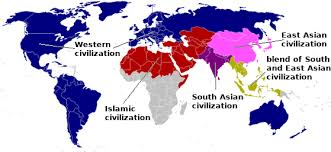 East Asian
civilization
Western
civilization
blend of South
and East Asian
civilization
Islamic
civilization
South Asian
civilization